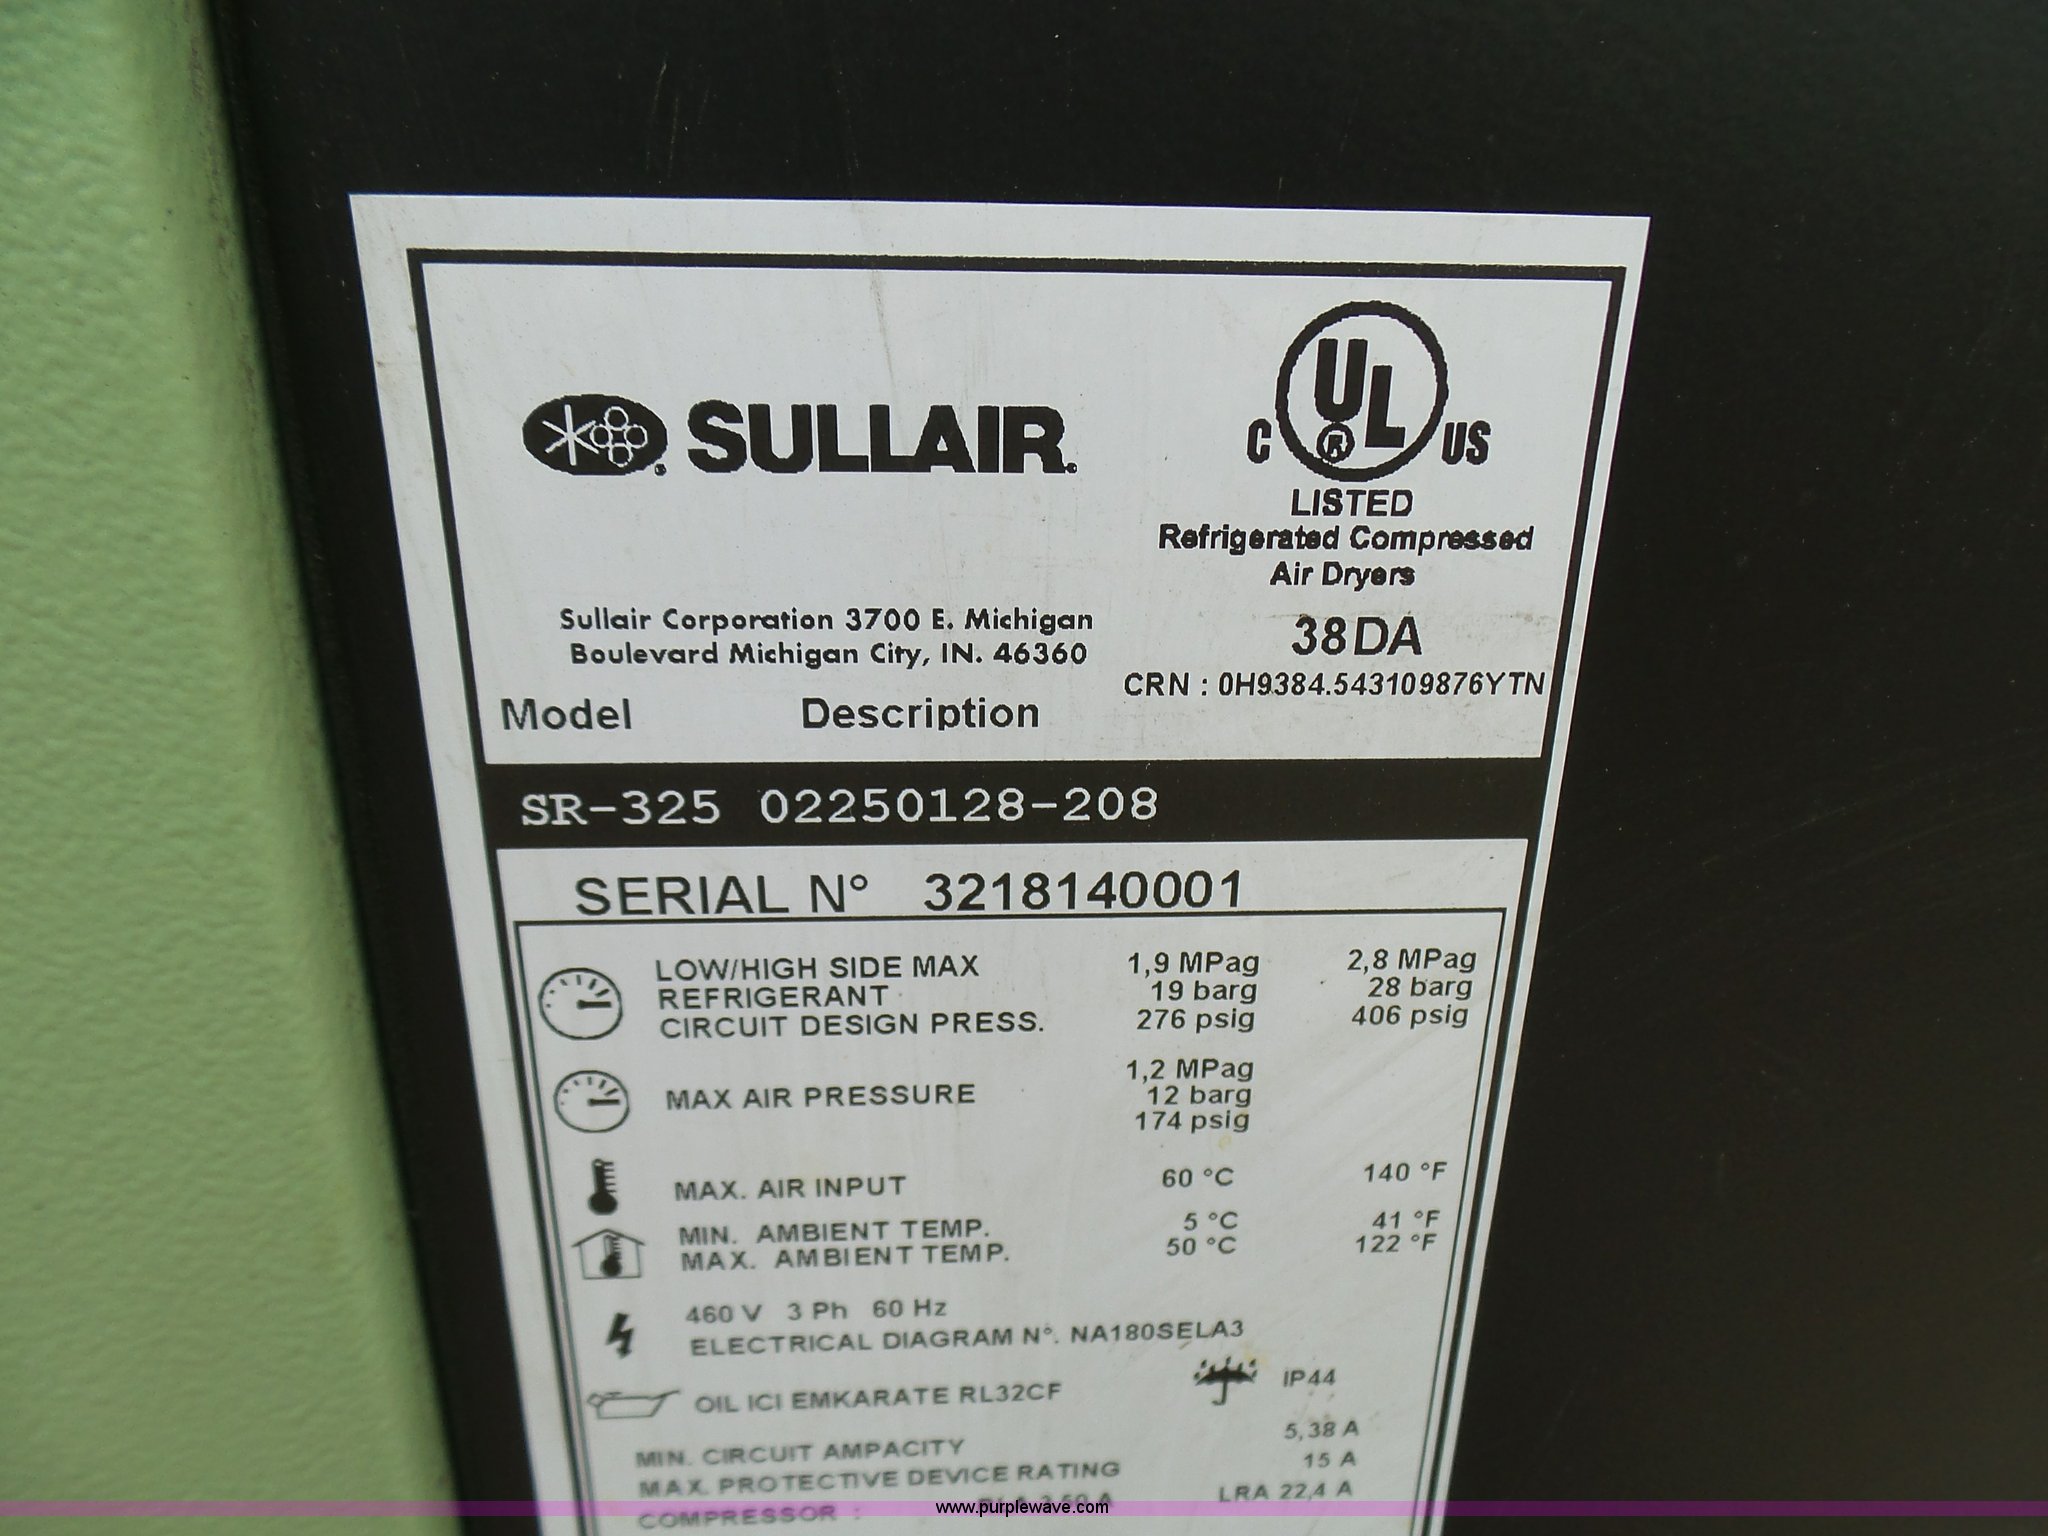 SULLAIR.
UL
®
C US
LISTED
Refrigerated Compressed
Air Dryers
38DA
CRN : 0H9384.543109876YTN
Sullair Corporation 3700 E. Michigan
Boulevard Michigan City, IN. 46360
Model Description
SR-325 02250128-208
SERIAL N° 3218140001
LOW/HIGH SIDE MAX 1,9 MPag 2,8 MPag
REFRIGERANT 19 barg 28 barg
CIRCUIT DESIGN PRESS. 276 psig 406 psig
1,2 MPag
MAX AIR PRESSURE 12 barg
174 psig
MAX. AIR INPUT 60 °C 140 °F
MIN. AMBIENT TEMP. 5 °C 41 °F
MAX. AMBIENT TEMP. 50 °C 122 °F
460 V 3 Ph 60 Hz
ELECTRICAL DIAGRAM N°. NA180SELA3
OIL ICI EMKARATE RL32CF IP44
MIN. CIRCUIT AMPACITY 5,38 A
MAX. PROTECTIVE DEVICE RATING 15 A
COMPRESSOR : LRA 22,4 A
www.purplewave.com